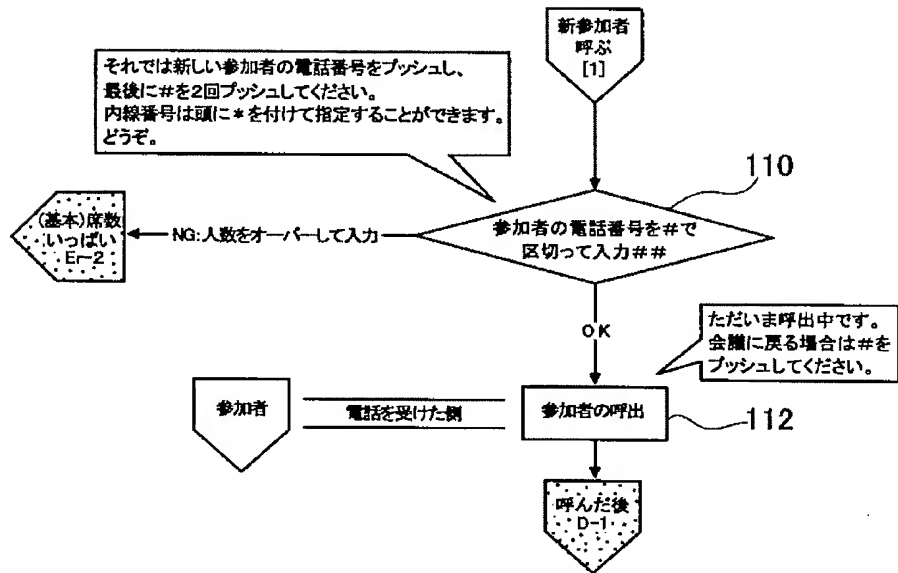 新参加者
呼ぶ
[1]
それでは新しい参加者の電話番号をプッシュし、
最後に#を2回プッシュしてください。
内線番号は頭に*を付けて指定することができます。
どうぞ。
110
(基本)席数
いっぱい
Er-2
NG:人数をオーバーして入力
参加者の電話番号を#で
区切って入力##
OK
ただいま呼出中です。
会議に戻る場合は#を
プッシュしてください。
参加者
電話を受けた側
参加者の呼出
112
呼んだ後
D-1